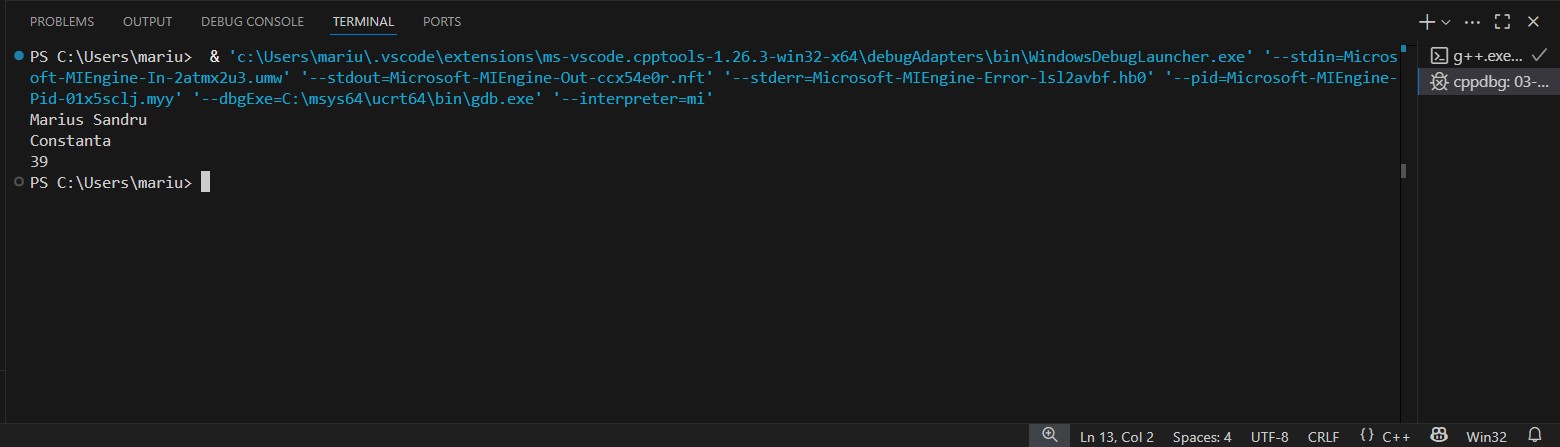 PROBLEMS OUTPUT DEBUG CONSOLE TERMINAL PORTS
PS C:\Users\mariu>  & 'c:\Users\mariu\.vscode\extensions\ms-vscode.cpptools-1.26.3-win32-x64\debugAdapters\bin\WindowsDebugLauncher.exe' '--stdin=Micros
oft-MIEngine-In-2atmx2u3.umw' '--stdout=Microsoft-MIEngine-Out-ccx54e0r.nft' '--stderr=Microsoft-MIEngine-Error-lsl2avbf.hb0' '--pid=Microsoft-MIEngine-
Pid-01x5sclj.myy' '--dbgExe=C:\msys64\ucrt64\bin\gdb.exe' '--interpreter=mi'
Marius Sandru
Constanta
39
PS C:\Users\mariu>
g++.exe...
cppdbg: 03-...
Ln 13, Col 2 Spaces: 4 UTF-8 CRLF {} C++ Win32